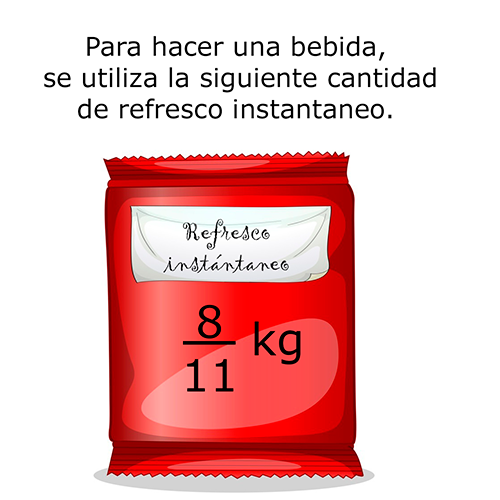 Para hacer una bebida,
se utiliza la siguiente cantidad
de refresco instantaneo.
Refresco
instántaneo
8
11 kg